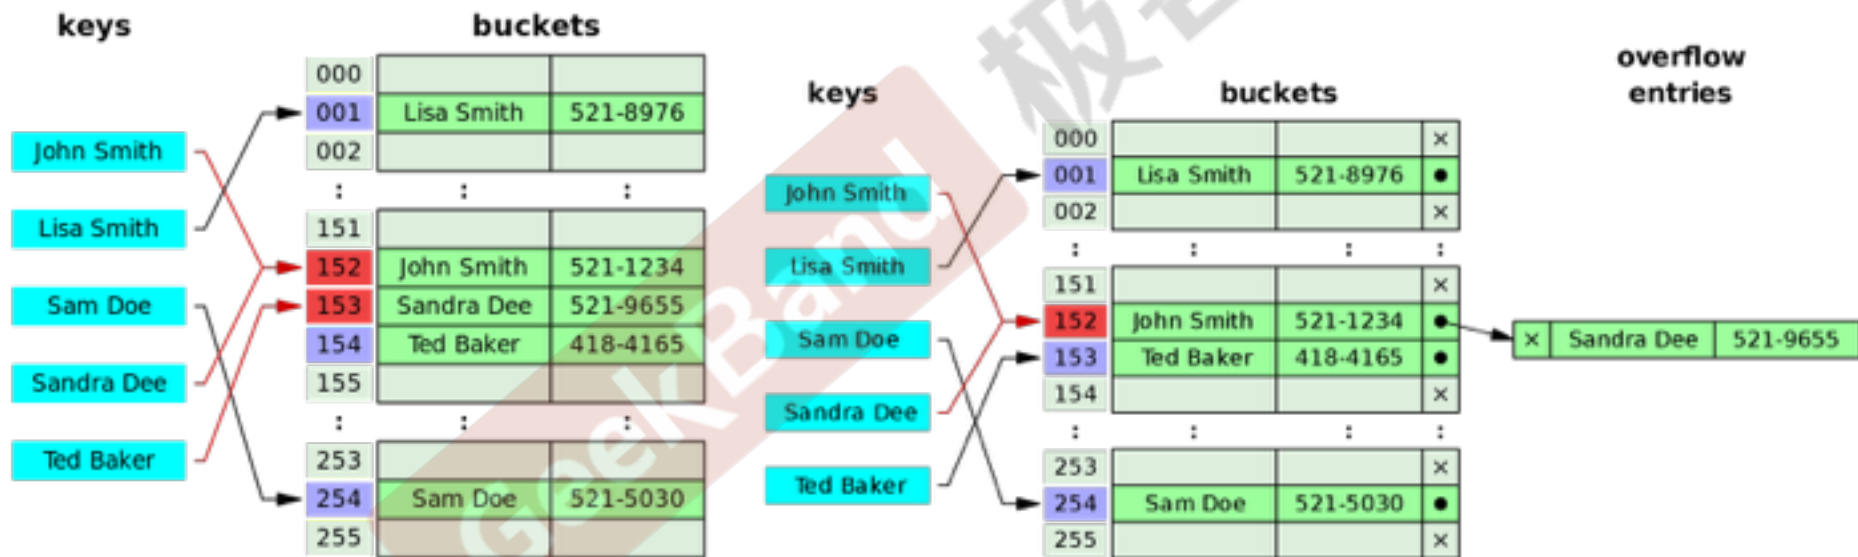 keys
buckets
000
001 Lisa Smith 521-8976
002
John Smith
: : :
Lisa Smith
151
152 John Smith 521-1234
153 Sandra Dee 521-9655
Sam Doe
154 Ted Baker 418-4165
Sandra Dee
155
: : :
Ted Baker
253
254 Sam Doe 521-5030
255
keys
buckets
overflow
entries
000 ×
001 Lisa Smith 521-8976 ●
002 ×
John Smith
: : : :
Lisa Smith
151 ×
152 John Smith 521-1234 ●
× Sandra Dee 521-9655
Sam Doe
153 Ted Baker 418-4165 ●
154 ×
Sandra Dee
: : : :
Ted Baker
253 ×
254 Sam Doe 521-5030 ●
255 ×
GeekBand
极